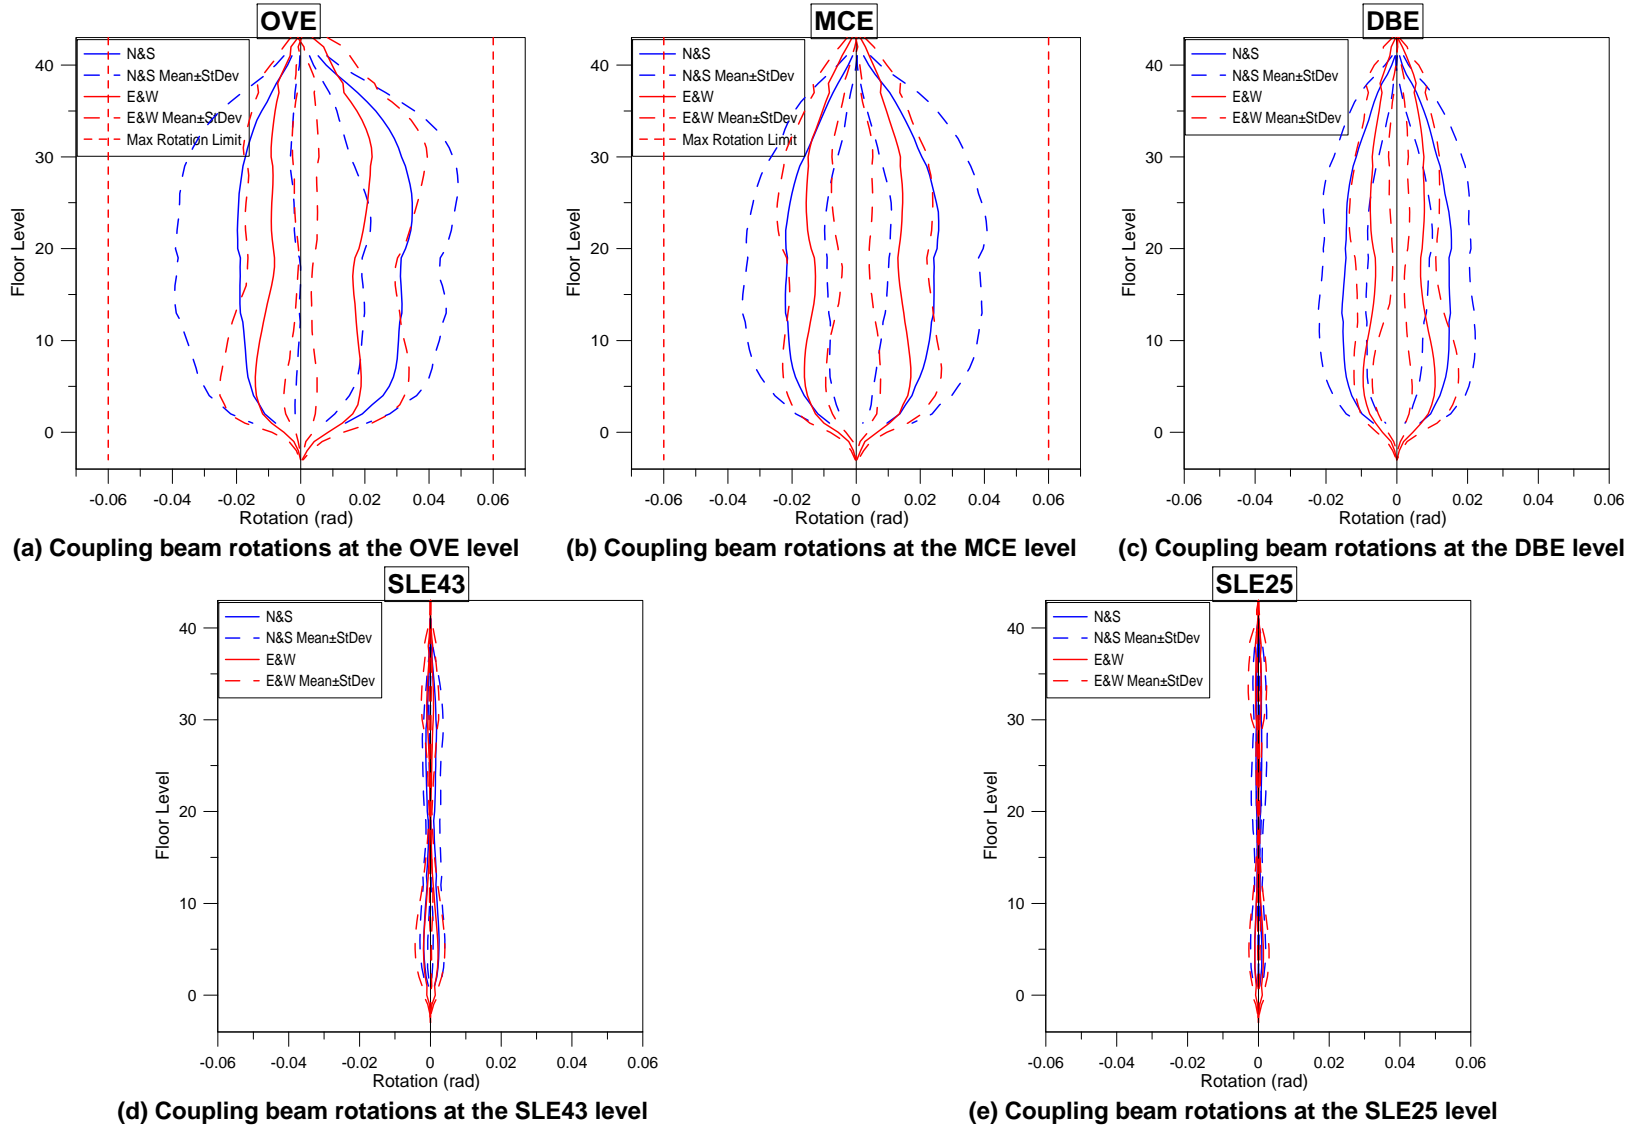 OVE
MCE
DBE
N&S
N&S Mean±StDev
E&W
E&W Mean±StDev
Max Rotation Limit
N&S
N&S Mean±StDev
E&W
E&W Mean±StDev
Max Rotation Limit
N&S
N&S Mean±StDev
E&W
E&W Mean±StDev
40
30
20
10
0
Floor Level
40
30
20
10
0
Floor Level
40
30
20
10
0
Floor Level
-0.06 -0.04 -0.02 0 0.02 0.04 0.06
Rotation (rad)
-0.06 -0.04 -0.02 0 0.02 0.04 0.06
Rotation (rad)
-0.06 -0.04 -0.02 0 0.02 0.04 0.06
Rotation (rad)
(a) Coupling beam rotations at the OVE level
(b) Coupling beam rotations at the MCE level
(c) Coupling beam rotations at the DBE level
SLE43
SLE25
N&S
N&S Mean±StDev
E&W
E&W Mean±StDev
N&S
N&S Mean±StDev
E&W
E&W Mean±StDev
40
30
20
10
0
Floor Level
40
30
20
10
0
Floor Level
-0.06 -0.04 -0.02 0 0.02 0.04 0.06
Rotation (rad)
-0.06 -0.04 -0.02 0 0.02 0.04 0.06
Rotation (rad)
(d) Coupling beam rotations at the SLE43 level
(e) Coupling beam rotations at the SLE25 level